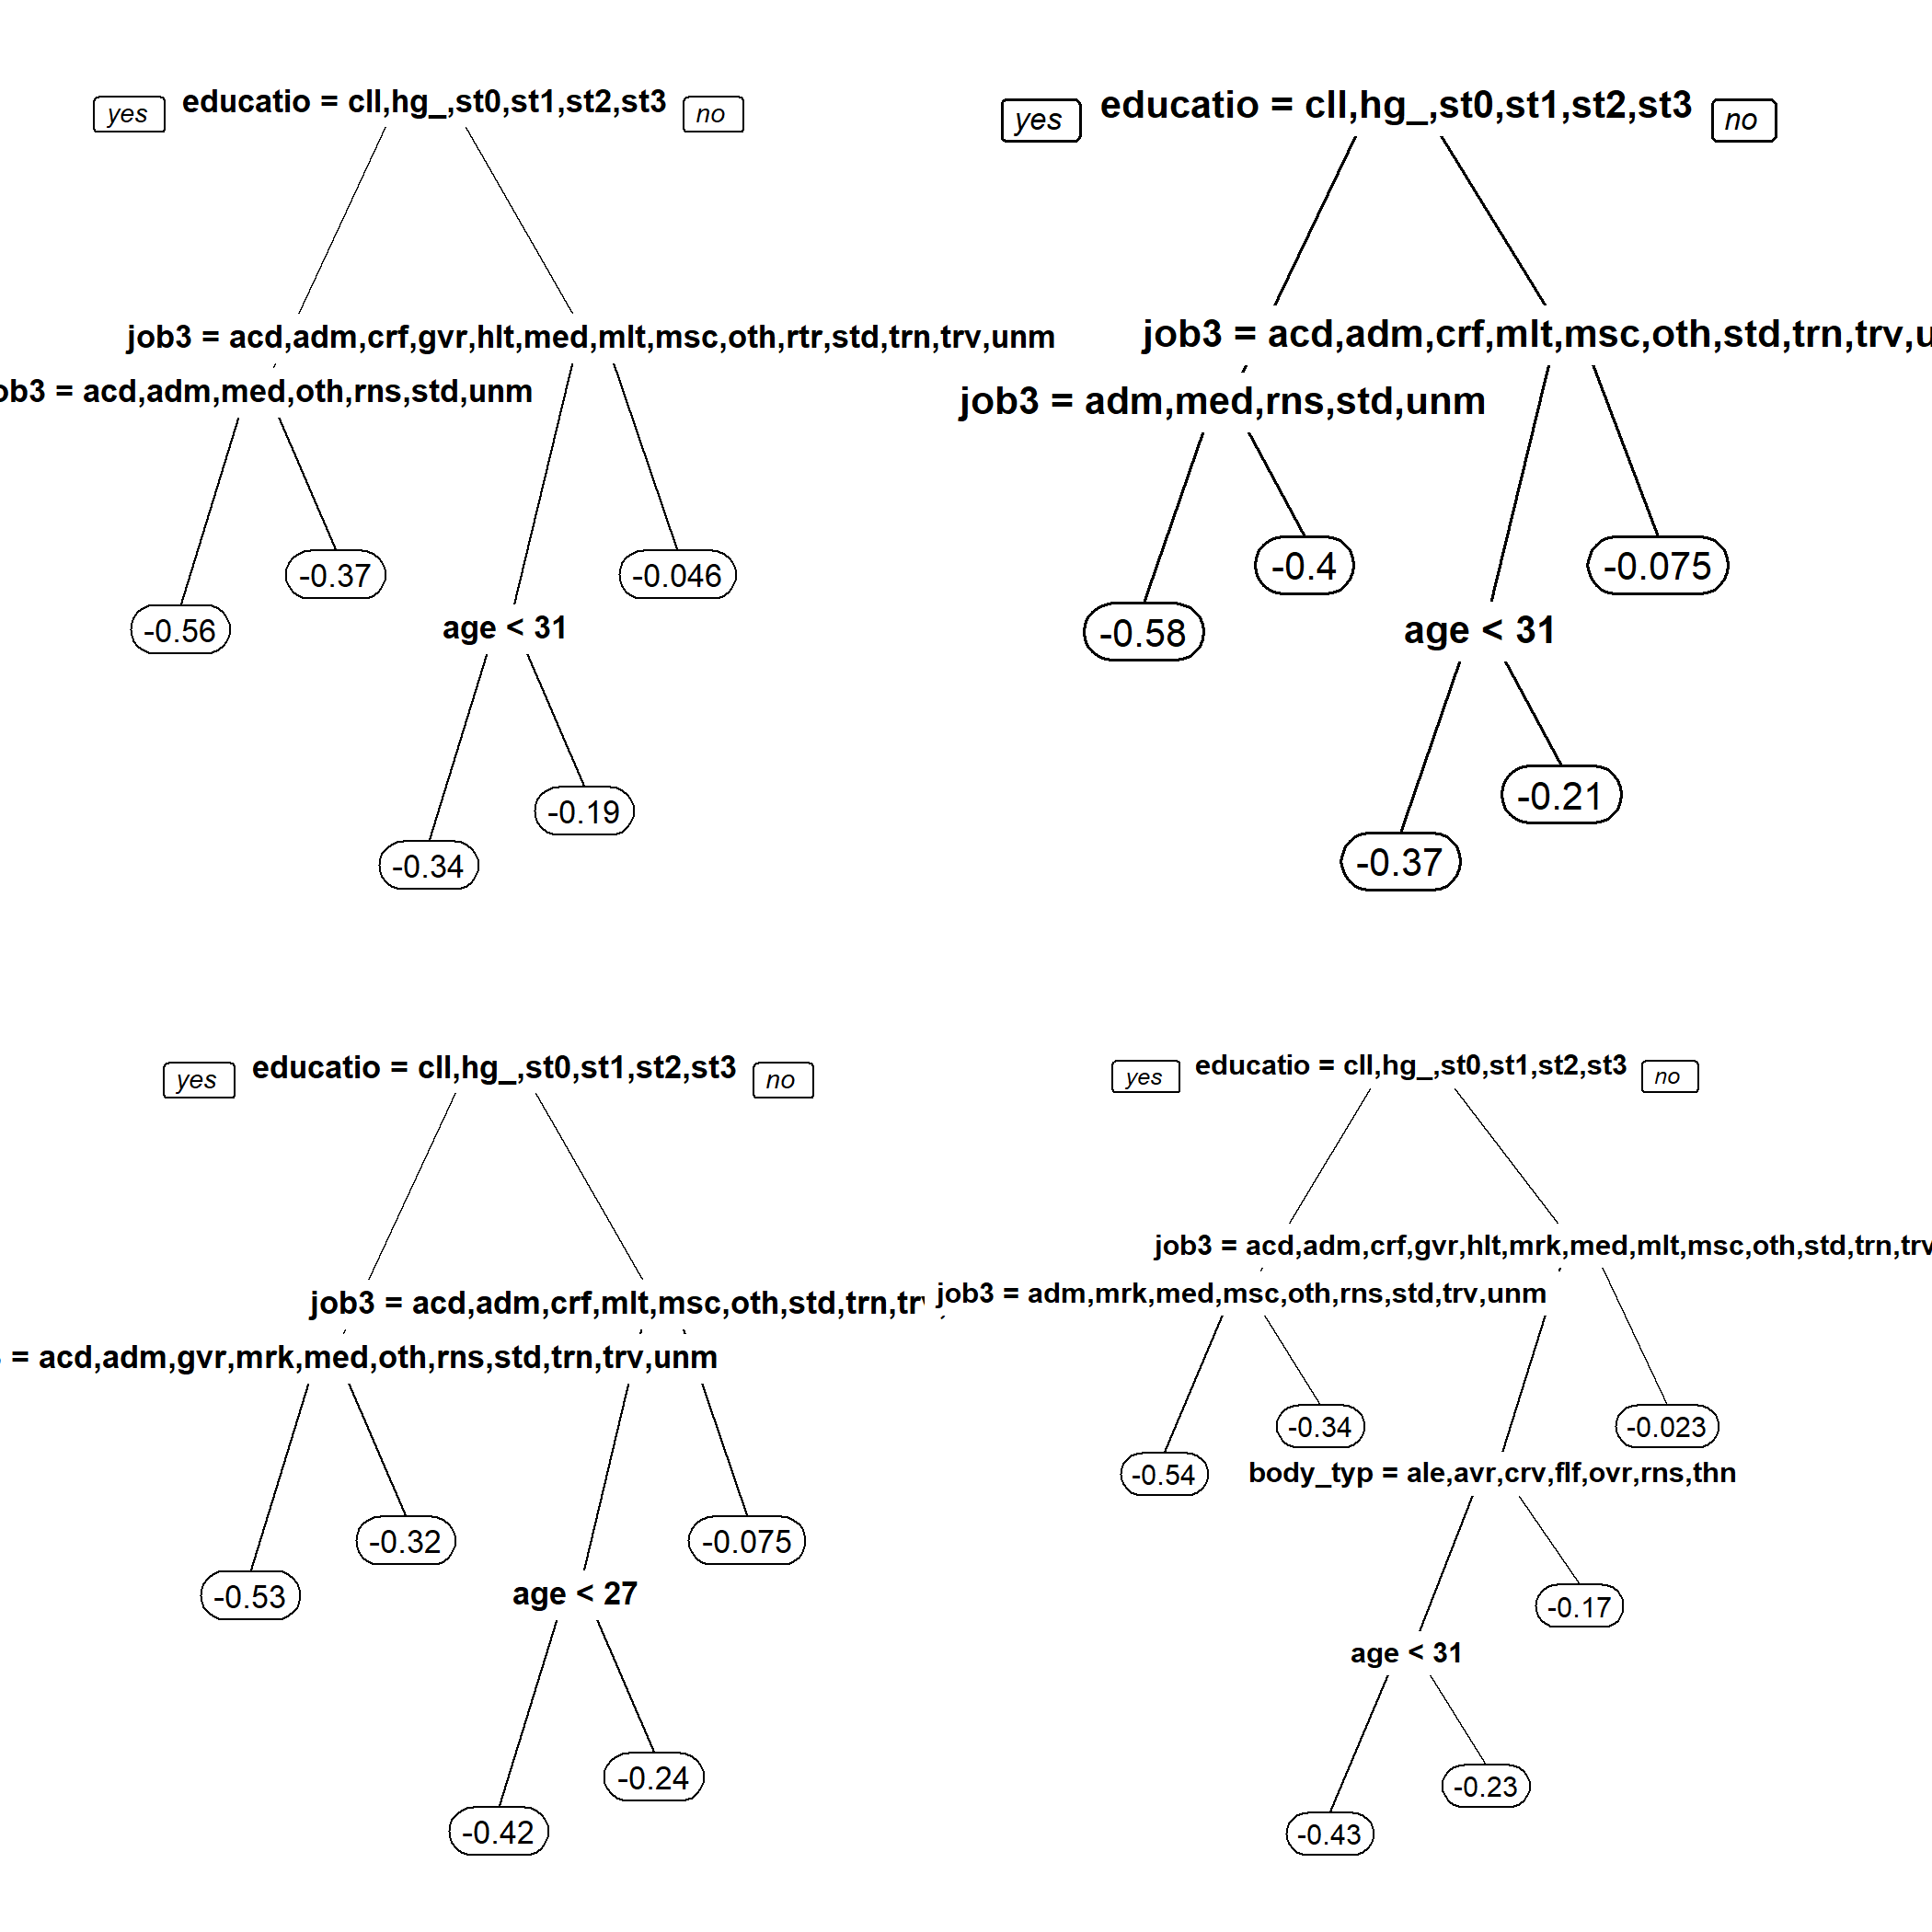 yes educatio = cll,hg_,st0,st1,st2,st3 no
job3 = acd,adm,crf,gvr,hlt,med,mlt,msc,oth,rtr,std,trn,trv,unm
ob3 = acd,adm,med,oth,rns,std,unm
-0.37
-0.046
-0.56
age < 31
-0.19
-0.34
yes educatio = cll,hg_,st0,st1,st2,st3 no
job3 = acd,adm,crf,mlt,msc,oth,std,trn,trv,u
job3 = adm,med,rns,std,unm
-0.4
-0.075
-0.58
age < 31
-0.21
-0.37
yes educatio = cll,hg_,st0,st1,st2,st3 no
job3 = acd,adm,crf,mlt,msc,oth,std,trn,tr
= acd,adm,gvr,mrk,med,oth,rns,std,trn,trv,unm
-0.32
-0.075
-0.53
age < 27
-0.24
-0.42
yes educatio = cll,hg_,st0,st1,st2,st3 no
job3 = acd,adm,crf,gvr,hlt,mrk,med,mlt,msc,oth,std,trn,trv
job3 = adm,mrk,med,msc,oth,rns,std,trv,unm
-0.34
-0.023
-0.54
body_typ = ale,avr,crv,flf,ovr,rns,thn
-0.17
age < 31
-0.23
-0.43